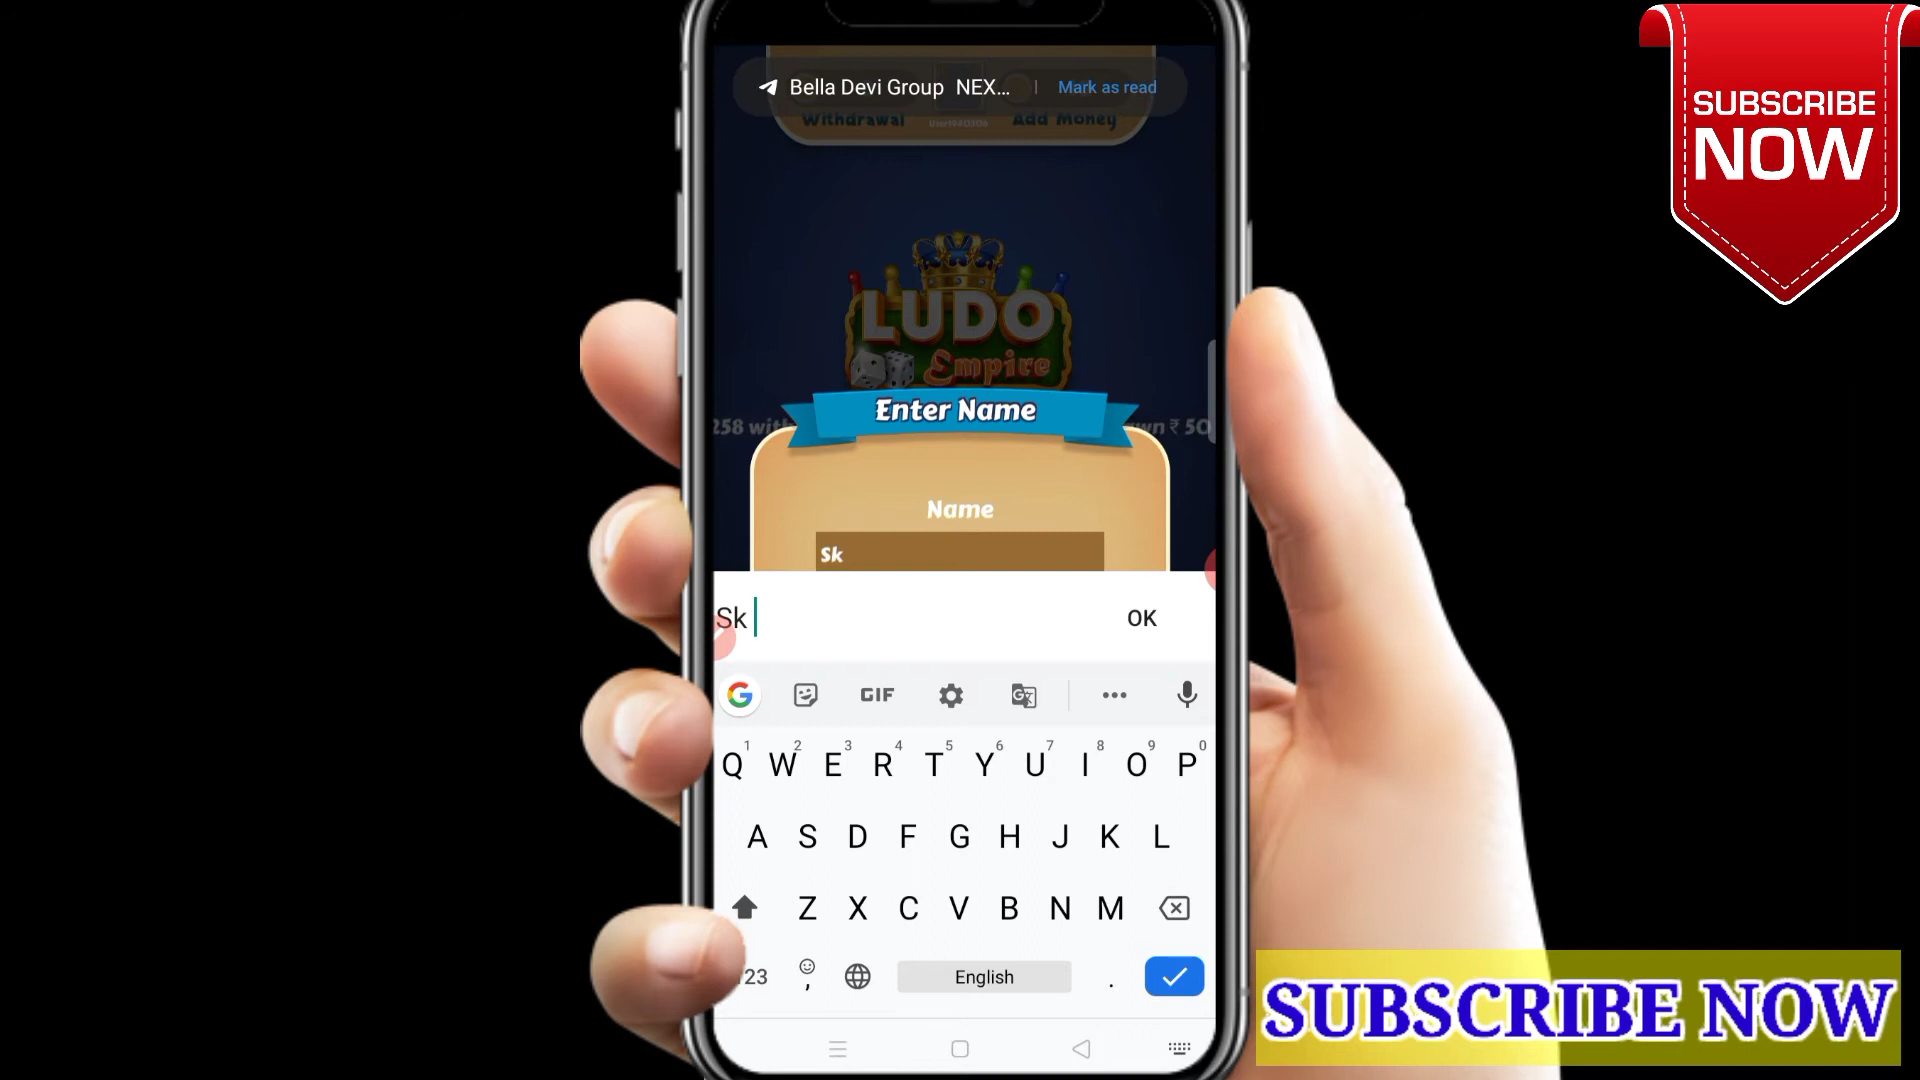 Bella Devi Group NEX... | Mark as read
Withdrawal Add Money
LUDO
Empire
Enter Name
258 with
wn ₹ 50
Name
Sk
Sk OK
G GIF
1 2 3 4 5 6 7 8 9 0
Q W E R T Y U I O P
A S D F G H J K L
Z X C V B N M
123 , English .
SUBSCRIBE
NOW
SUBSCRIBE NOW